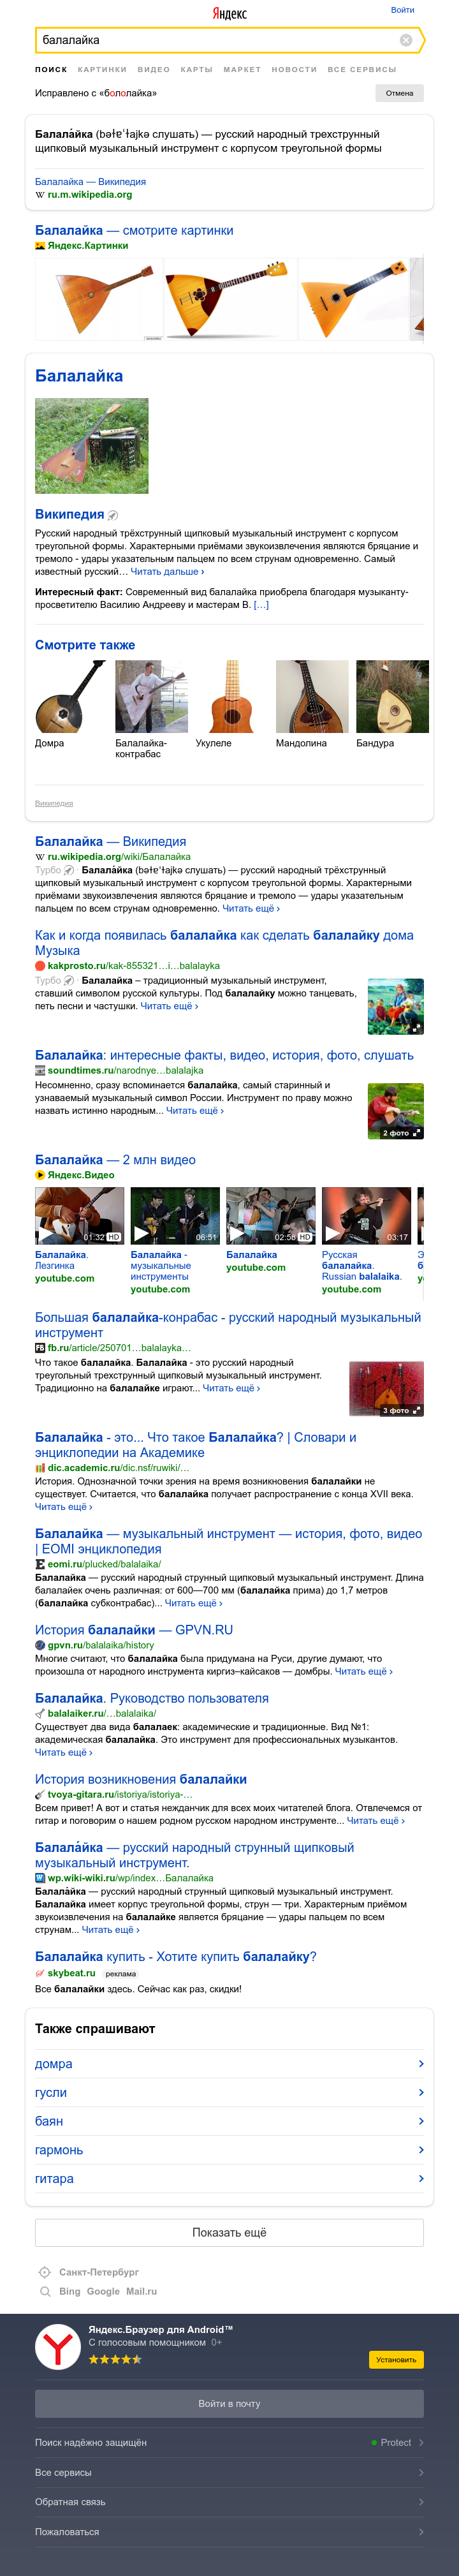 Яндекс
Войти
балалайка
ПОИСК КАРТИНКИ ВИДЕО КАРТЫ МАРКЕТ НОВОСТИ ВСЕ СЕРВИСЫ
Исправлено с «бололайка»
Отмена
Балала́йка (bəɫɐˈɫajkə слушать) — русский народный трехструнный
щипковый музыкальный инструмент с корпусом треугольной формы
Балалайка — Википедия
W ru.m.wikipedia.org
Балалайка — смотрите картинки
Яндекс.Картинки
Балалайка
Википедия
Русский народный трёхструнный щипковый музыкальный инструмент с корпусом
треугольной формы. Характерными приёмами звукоизвлечения являются бряцание и
тремоло - удары указательным пальцем по всем струнам одновременно. Самый
известный русский… Читать дальше ›
Интересный факт: Современный вид балалайка приобрела благодаря музыканту-
просветителю Василию Андрееву и мастерам В. […]
Смотрите также
Домра
Балалайка-
контрабас
Укулеле
Мандолина
Бандура
Википедия
Балалайка — Википедия
W ru.wikipedia.org/wiki/Балалайка
Турбо · Балала́йка (bəɫɐˈɫajkə слушать) — русский народный трёхструнный
щипковый музыкальный инструмент с корпусом треугольной формы. Характерными
приёмами звукоизвлечения являются бряцание и тремоло — удары указательным
пальцем по всем струнам одновременно. Читать ещё ›
Как и когда появилась балалайка как сделать балалайку дома
Музыка
kakprosto.ru/kak-855321…i…balalayka
Турбо · Балалайка – традиционный музыкальный инструмент,
ставший символом русской культуры. Под балалайку можно танцевать,
петь песни и частушки. Читать ещё ›
Балалайка: интересные факты, видео, история, фото, слушать
soundtimes.ru/narodnye…balalajka
Несомненно, сразу вспоминается балалайка, самый старинный и
узнаваемый музыкальный символ России. Инструмент по праву можно
назвать истинно народным... Читать ещё ›
2 фото
Балалайка — 2 млн видео
Яндекс.Видео
01:32 HD
06:51
02:58 HD
03:17
Балалайка.
Лезгинка
youtube.com
Балалайка -
музыкальные
инструменты
youtube.com
Балалайка
youtube.com
Русская
балалайка.
Russian balalaika.
youtube.com
Большая балалайка-конрабас - русский народный музыкальный
инструмент
FB fb.ru/article/250701…balalayka…
Что такое балалайка. Балалайка - это русский народный
треугольный трехструнный щипковый музыкальный инструмент.
Традиционно на балалайке играют... Читать ещё ›
3 фото
Балалайка - это... Что такое Балалайка? | Словари и
энциклопедии на Академике
dic.academic.ru/dic.nsf/ruwiki/…
История. Однозначной точки зрения на время возникновения балалайки не
существует. Считается, что балалайка получает распространение с конца XVII века.
Читать ещё ›
Балалайка — музыкальный инструмент — история, фото, видео
| EOMI энциклопедия
E eomi.ru/plucked/balalaika/
Балалайка — русский народный струнный щипковый музыкальный инструмент. Длина
балалайек очень различная: от 600—700 мм (балалайка прима) до 1,7 метров
(балалайка субконтрабас)... Читать ещё ›
История балалайки — GPVN.RU
gpvn.ru/balalaika/history
Многие считают, что балалайка была придумана на Руси, другие думают, что
произошла от народного инструмента киргиз–кайсаков — домбры. Читать ещё ›
Балалайка. Руководство пользователя
balalaiker.ru/…balalaika/
Существует два вида балалаек: академические и традиционные. Вид №1:
академическая балалайка. Это инструмент для профессиональных музыкантов.
Читать ещё ›
История возникновения балалайки
tvoya-gitara.ru/istoriya/istoriya-…
Всем привет! А вот и статья нежданчик для всех моих читателей блога. Отвлечемся от
гитар и поговорим о нашем родном русском народном инструменте... Читать ещё ›
Балала́йка — русский народный струнный щипковый
музыкальный инструмент.
W wp.wiki-wiki.ru/wp/index…Балалайка
Балала́йка — русский народный струнный щипковый музыкальный инструмент.
Балалайка имеет корпус треугольной формы, струн — три. Характерным приёмом
звукоизвлечения на балалайке является бряцание — удары пальцем по всем
струнам... Читать ещё ›
Балалайка купить - Хотите купить балалайку?
skybeat.ru реклама
Все балалайки здесь. Сейчас как раз, скидки!
Также спрашивают
домра
гусли
баян
гармонь
гитара
Показать ещё
Санкт-Петербург
Bing Google Mail.ru
Яндекс.Браузер для Android™
С голосовым помощником 0+
Установить
Войти в почту
Поиск надёжно защищён
Protect
Все сервисы
Обратная связь
Пожаловаться